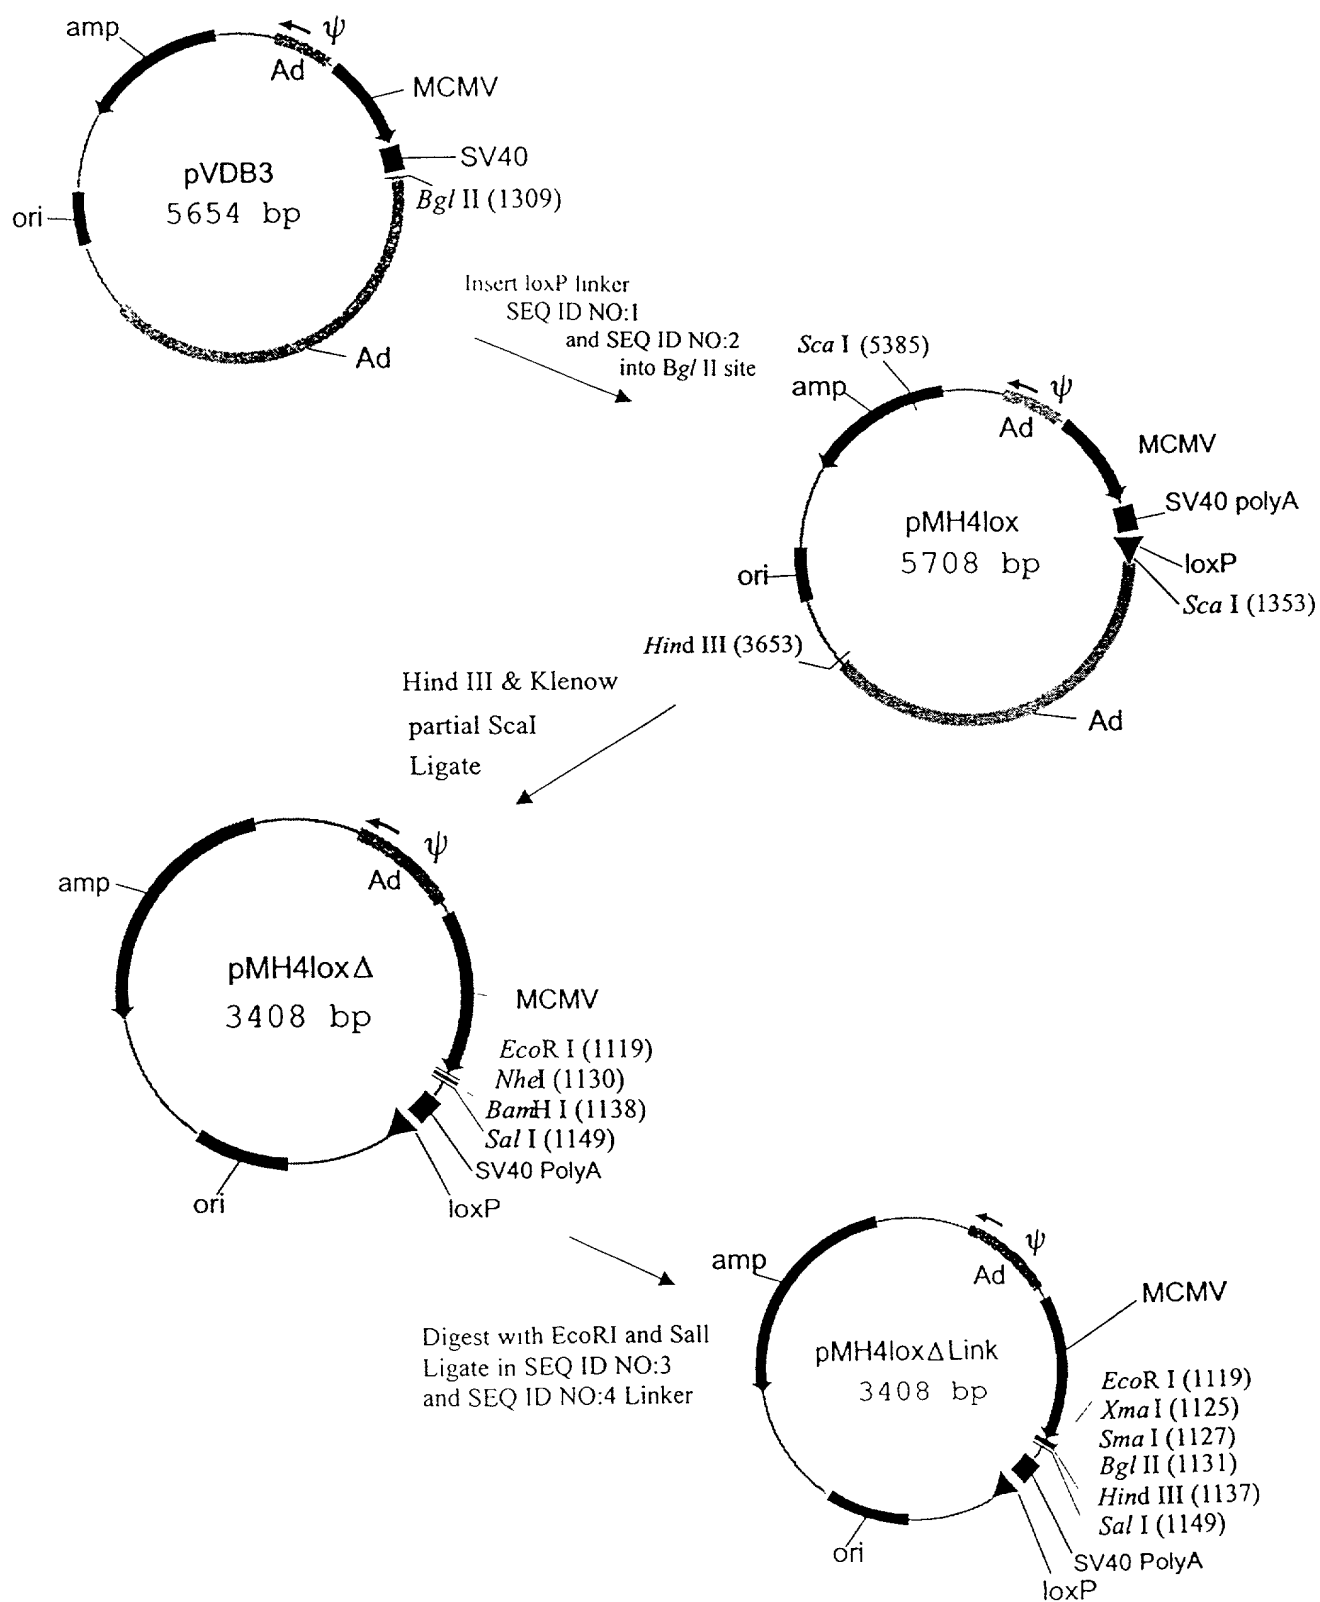 amp
ψ
Ad
MCMV
pVDB3
5654 bp
SV40
Bgl II (1309)
ori
Ad
Insert loxP linker
SEQ ID NO:1
and SEQ ID NO:2
into Bgl II site
Sca I (5385)
amp
ψ
Ad
MCMV
SV40 polyA
pMH4lox
5708 bp
loxP
ori
Sca I (1353)
Hind III (3653)
Ad
Hind III & Klenow
partial ScaI
Ligate
ψ
amp
Ad
pMH4lox∆
3408 bp
MCMV
EcoR I (1119)
NheI (1130)
BamH I (1138)
Sal I (1149)
SV40 PolyA
ori
loxP
amp
ψ
Ad
MCMV
Digest with EcoRI and SalI
Ligate in SEQ ID NO:3
and SEQ ID NO:4 Linker
pMH4lox∆Link
3408 bp
EcoR I (1119)
Xma I (1125)
Sma I (1127)
Bgl II (1131)
Hind III (1137)
Sal I (1149)
ori
SV40 PolyA
loxP